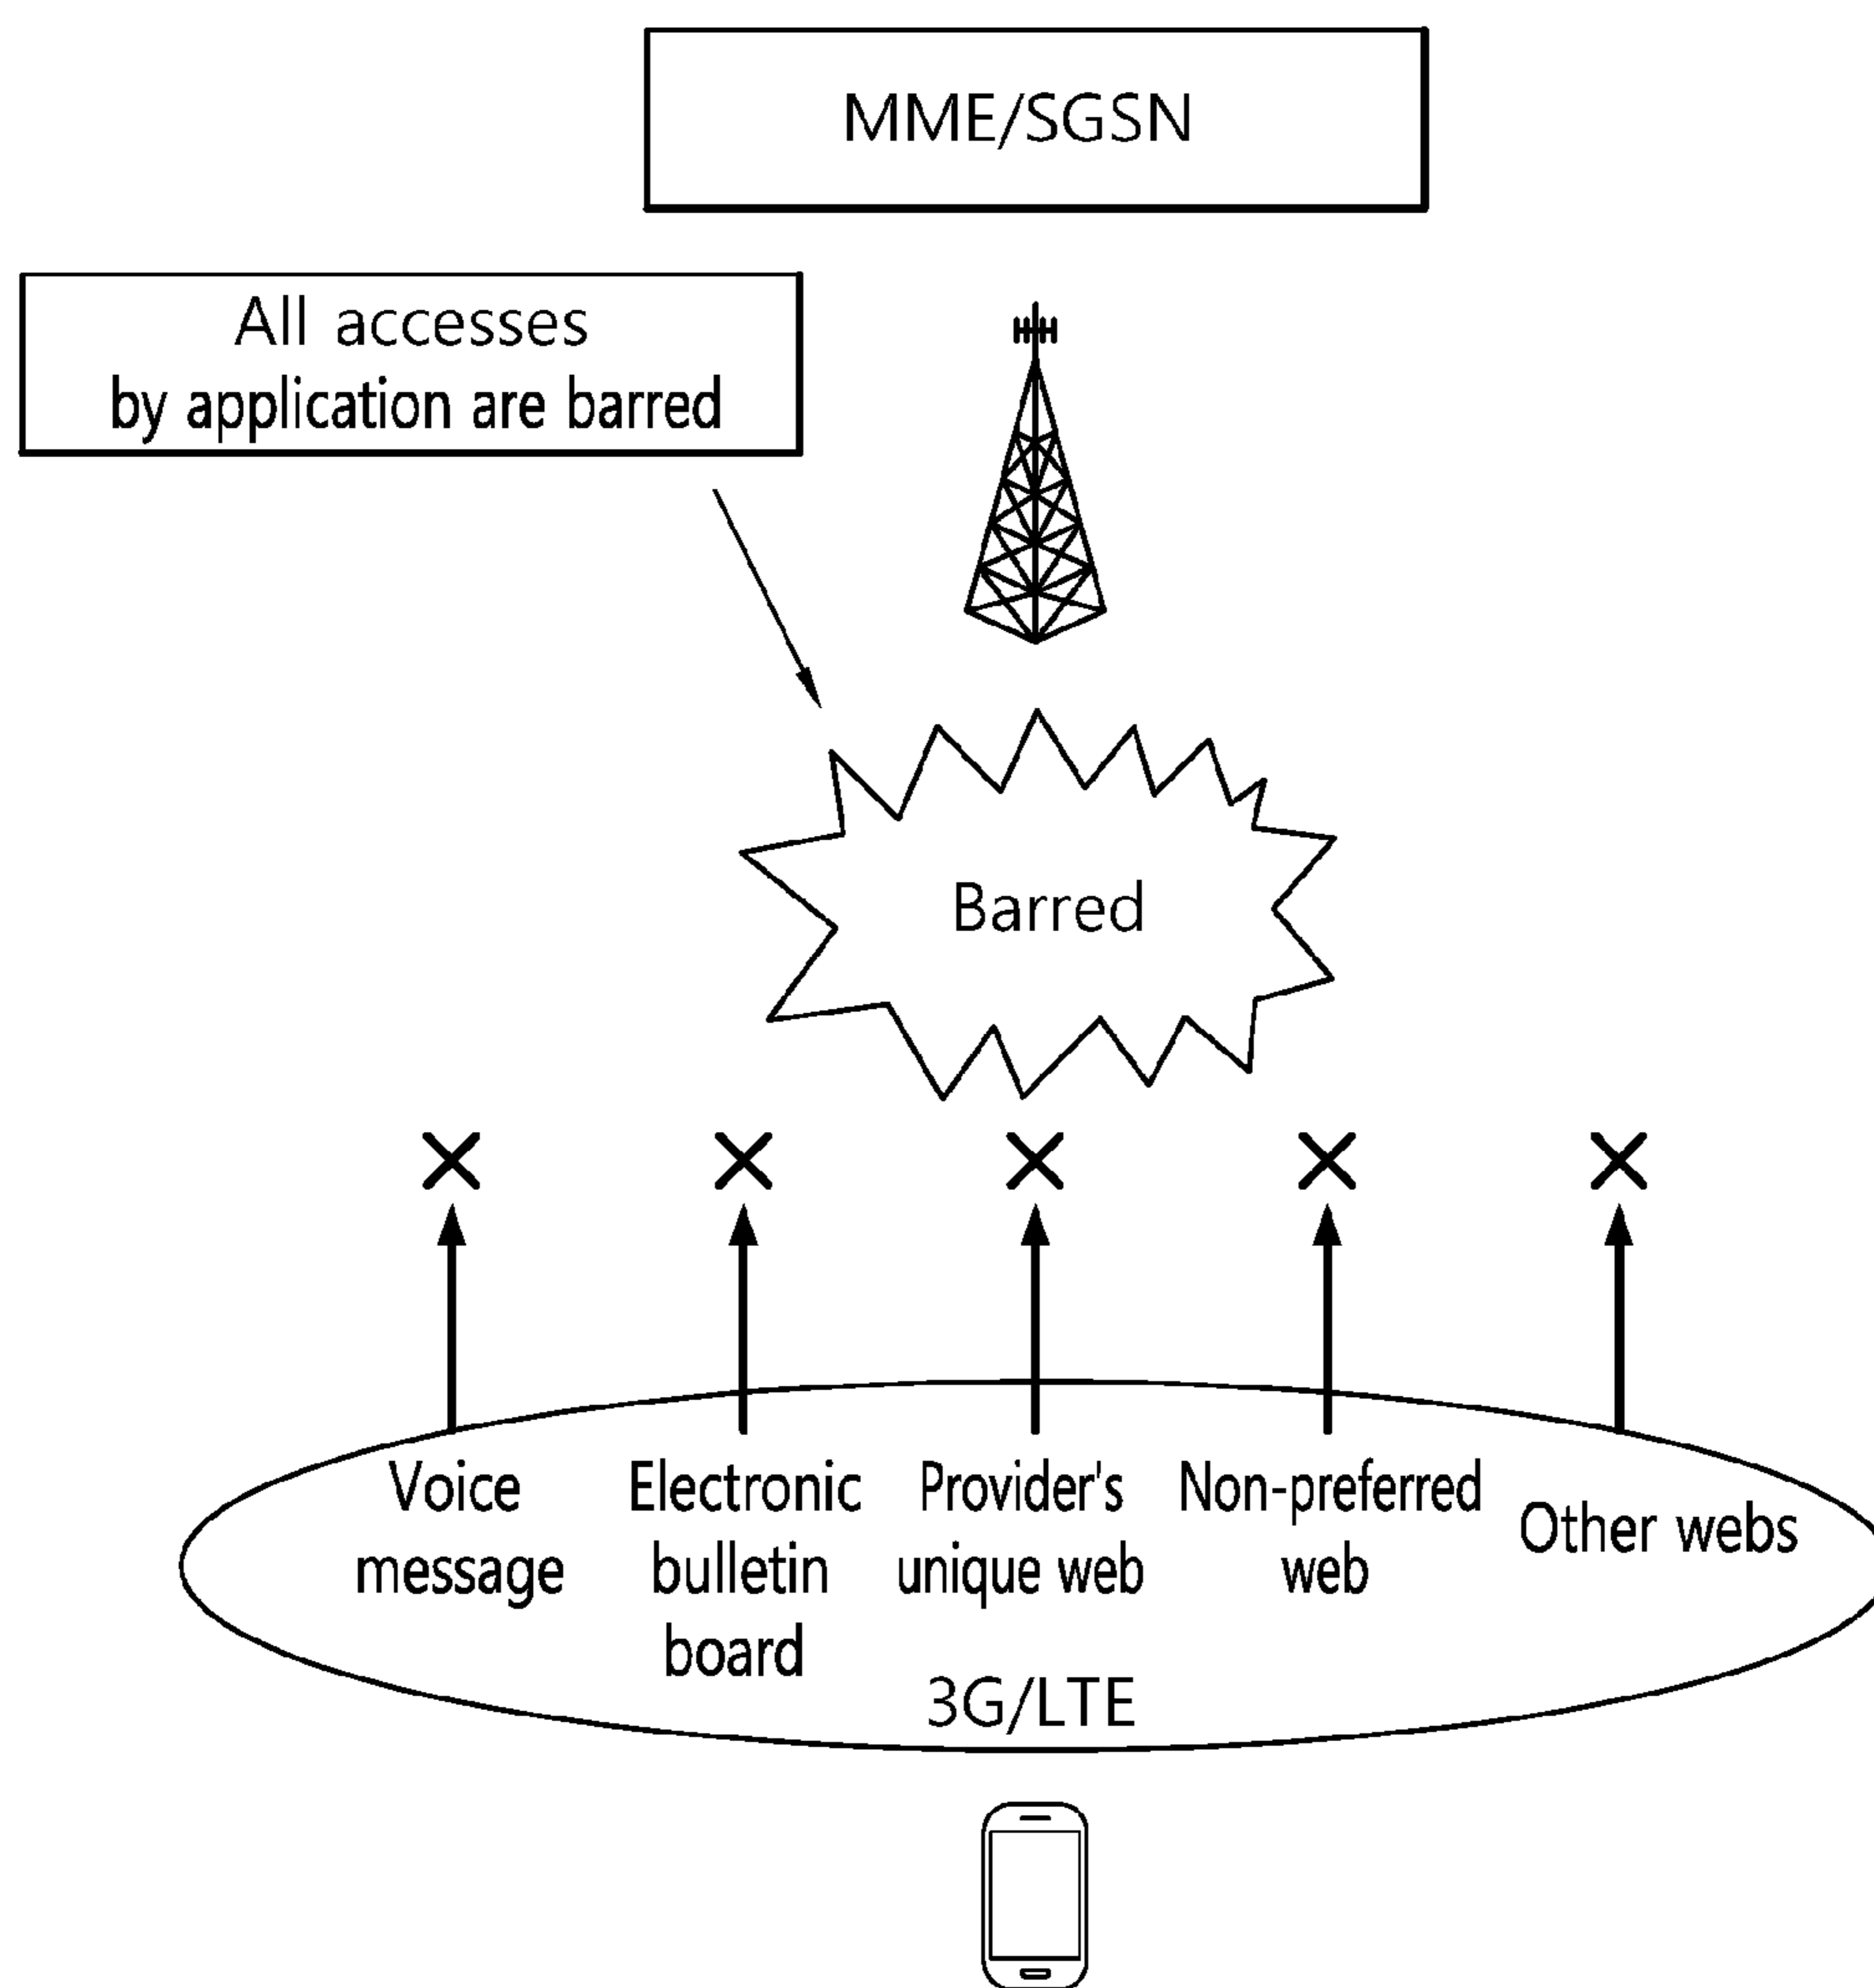 MME/SGSN
All accesses
by application are barred
Barred
Voice
message
Electronic
bulletin
board
Provider's
unique web
Non-preferred
web
Other webs
3G/LTE